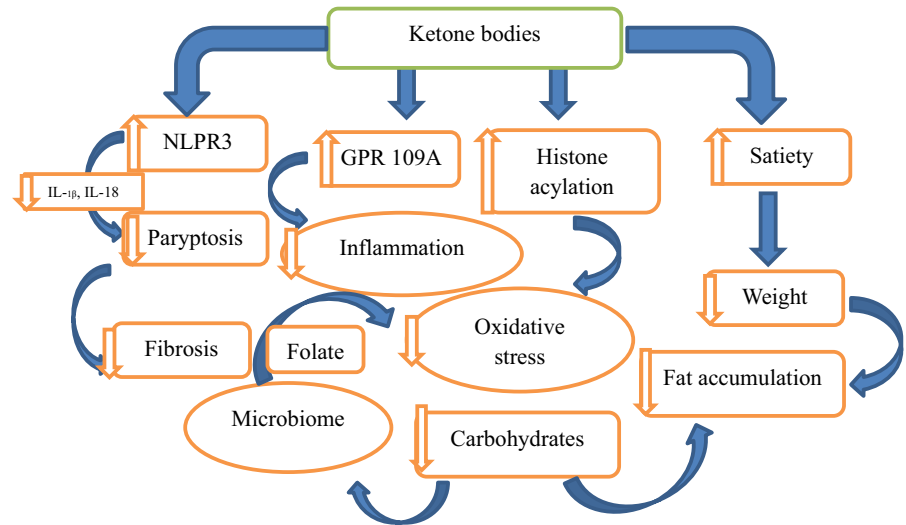 Ketone bodies
NLPR3
GPR 109A
Histone
acylation
Satiety
IL-1β, IL-18
Paryptosis
Inflammation
Weight
Oxidative
stress
Fibrosis
Folate
Fat accumulation
Microbiome
Carbohydrates